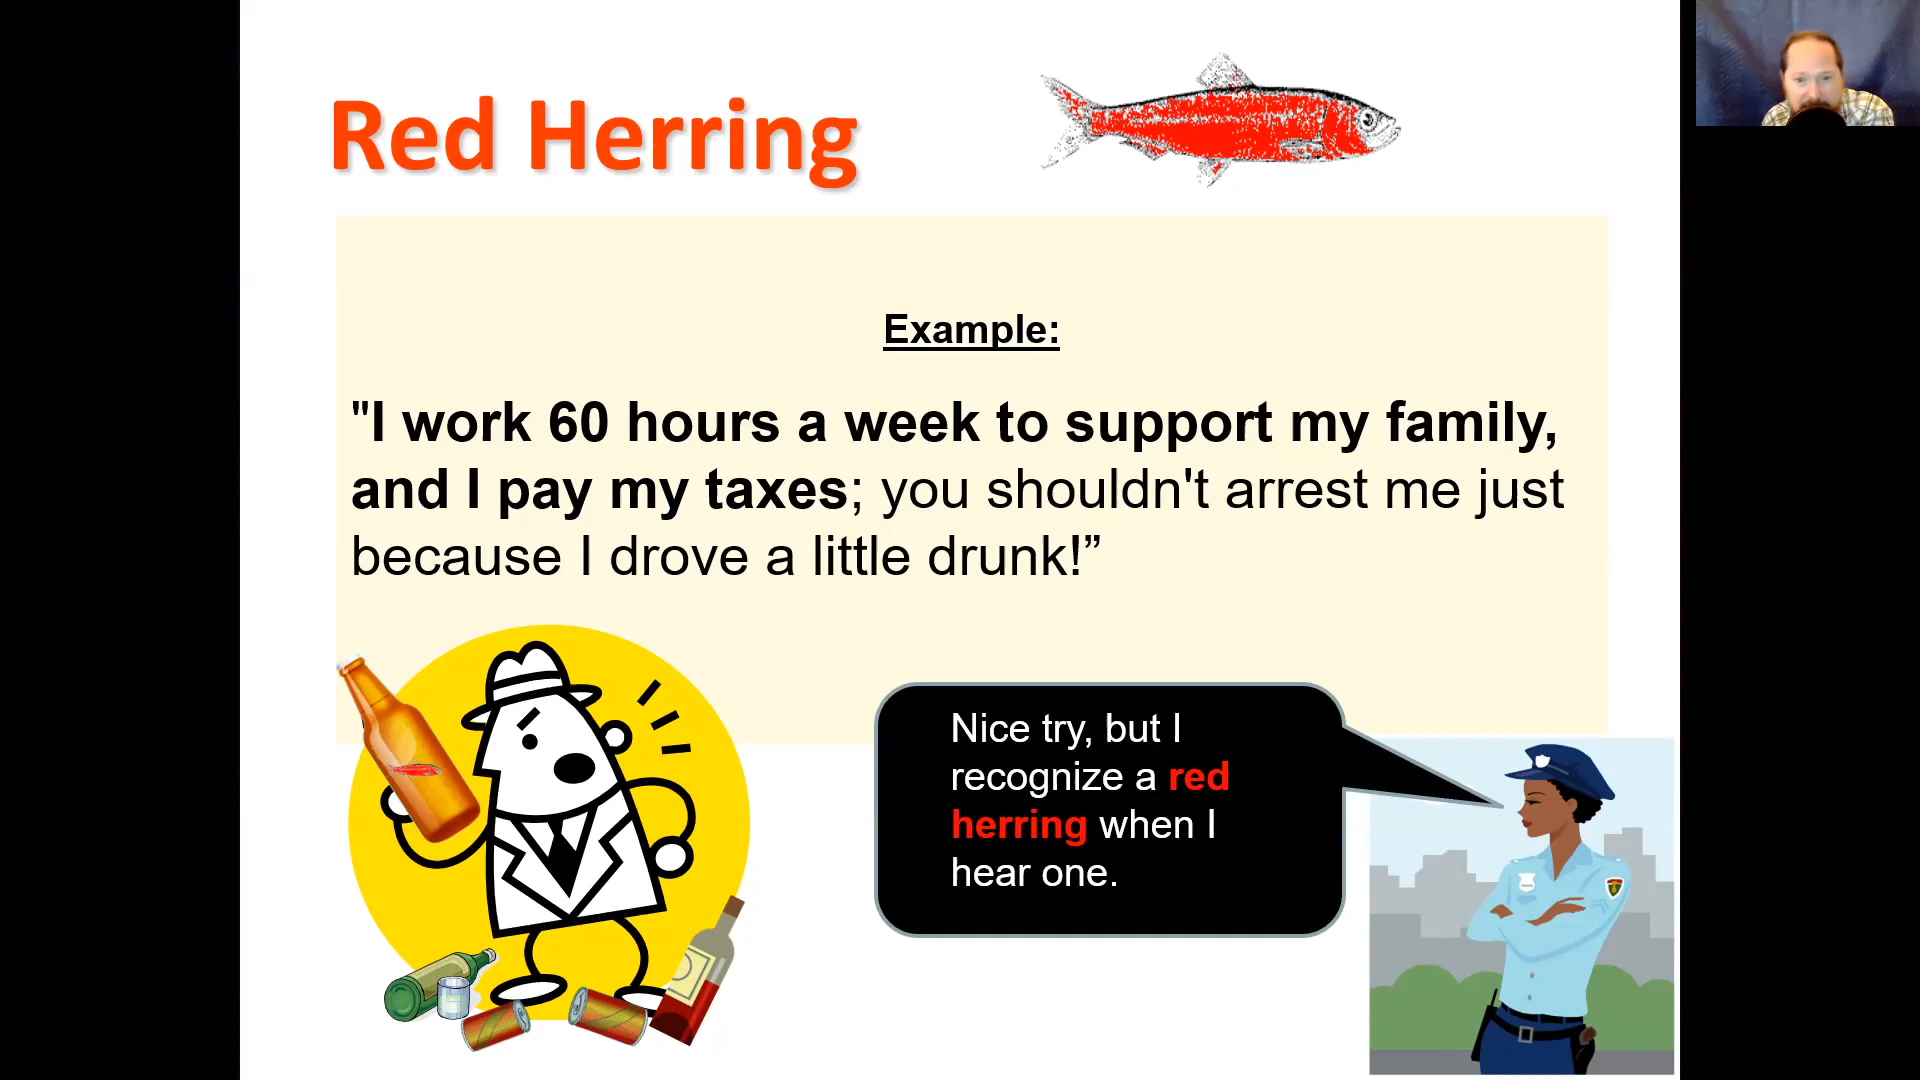 Red Herring
Example:
"I work 60 hours a week to support my family,
and I pay my taxes; you shouldn't arrest me just
because I drove a little drunk!”
Nice try, but I
recognize a red
herring when I
hear one.